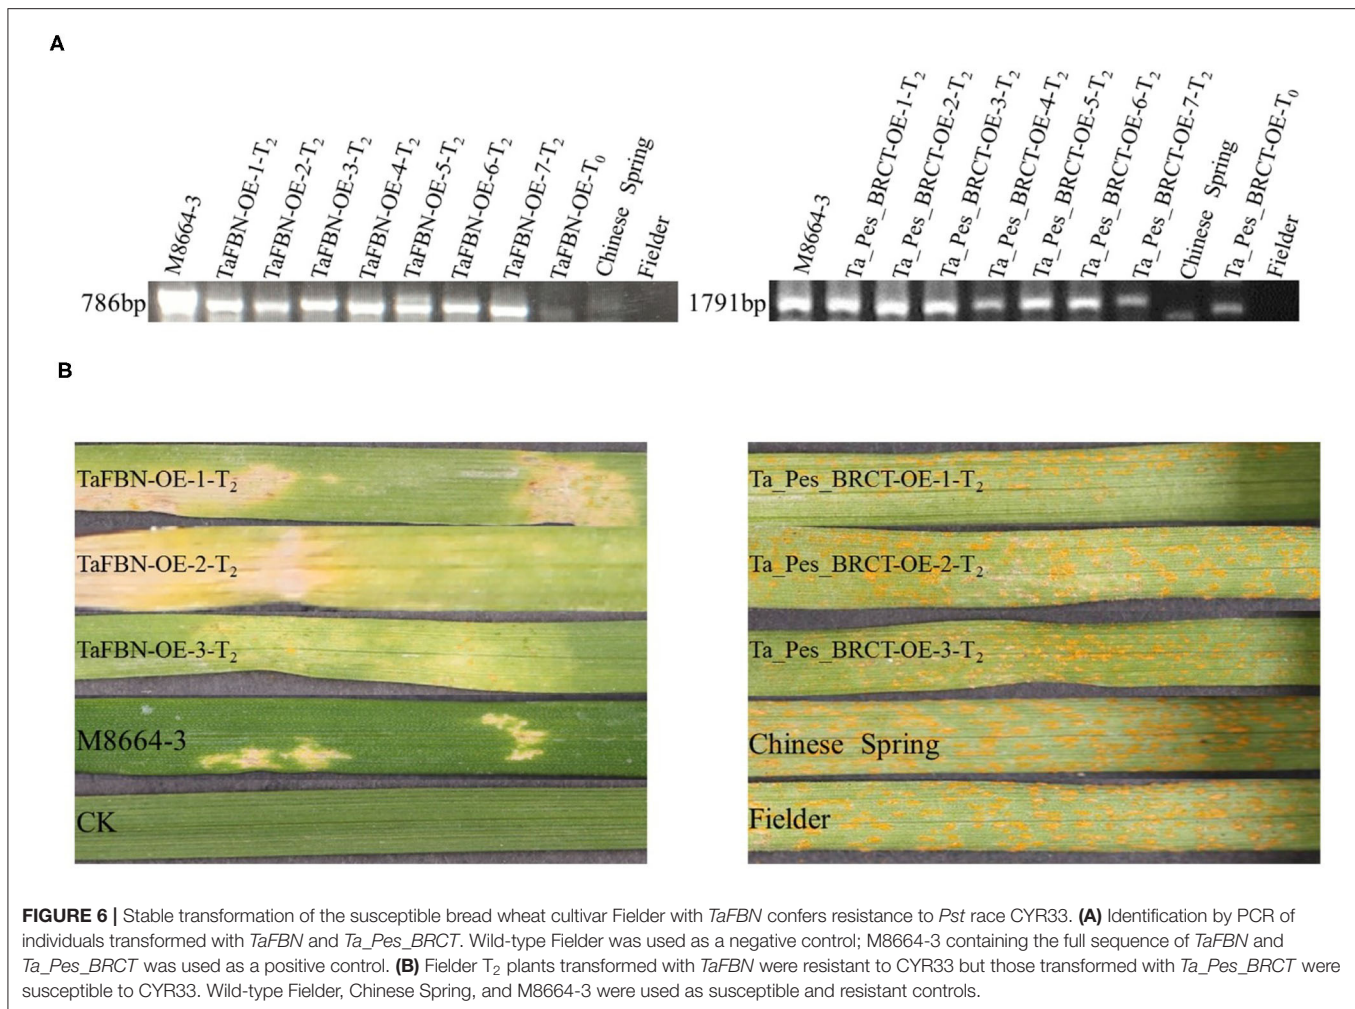 A
M8664-3
TaFBN-OE-1-T₂
TaFBN-OE-2-T₂
TaFBN-OE-3-T₂
TaFBN-OE-4-T₂
TaFBN-OE-5-T₂
TaFBN-OE-6-T₂
TaFBN-OE-7-T₂
TaFBN-OE-T₀
Chinese Spring
Fielder
786bp
M8664-3
Ta_Pes_BRCT-OE-1-T₂
Ta_Pes_BRCT-OE-2-T₂
Ta_Pes_BRCT-OE-3-T₂
Ta_Pes_BRCT-OE-4-T₂
Ta_Pes_BRCT-OE-5-T₂
Ta_Pes_BRCT-OE-6-T₂
Ta_Pes_BRCT-OE-7-T₂
Chinese Spring
Ta_Pes_BRCT-OE-T₀
Fielder
1791bp
B
TaFBN-OE-1-T₂
TaFBN-OE-2-T₂
TaFBN-OE-3-T₂
M8664-3
CK
Ta_Pes_BRCT-OE-1-T₂
Ta_Pes_BRCT-OE-2-T₂
Ta_Pes_BRCT-OE-3-T₂
Chinese Spring
Fielder
FIGURE 6 | Stable transformation of the susceptible bread wheat cultivar Fielder with TaFBN confers resistance to Pst race CYR33. (A) Identification by PCR of
individuals transformed with TaFBN and Ta_Pes_BRCT. Wild-type Fielder was used as a negative control; M8664-3 containing the full sequence of TaFBN and
Ta_Pes_BRCT was used as a positive control. (B) Fielder T₂ plants transformed with TaFBN were resistant to CYR33 but those transformed with Ta_Pes_BRCT were
susceptible to CYR33. Wild-type Fielder, Chinese Spring, and M8664-3 were used as susceptible and resistant controls.